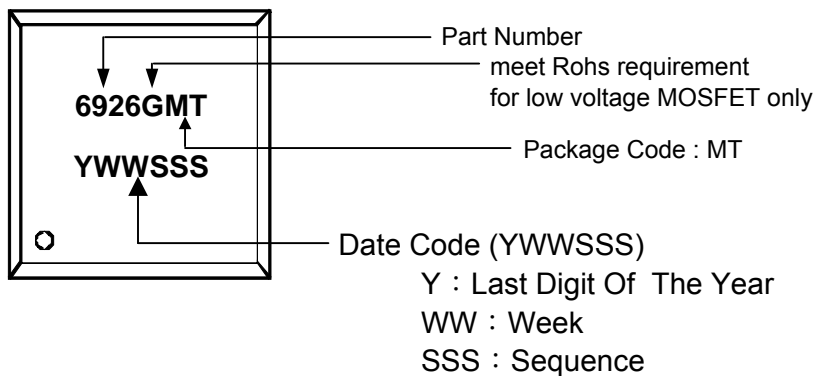 Part Number
meet Rohs requirement
for low voltage MOSFET only
6926GMT
Package Code : MT
YWWSSS
Date Code (YWWSSS)
Y：Last Digit Of The Year
WW：Week
SSS：Sequence